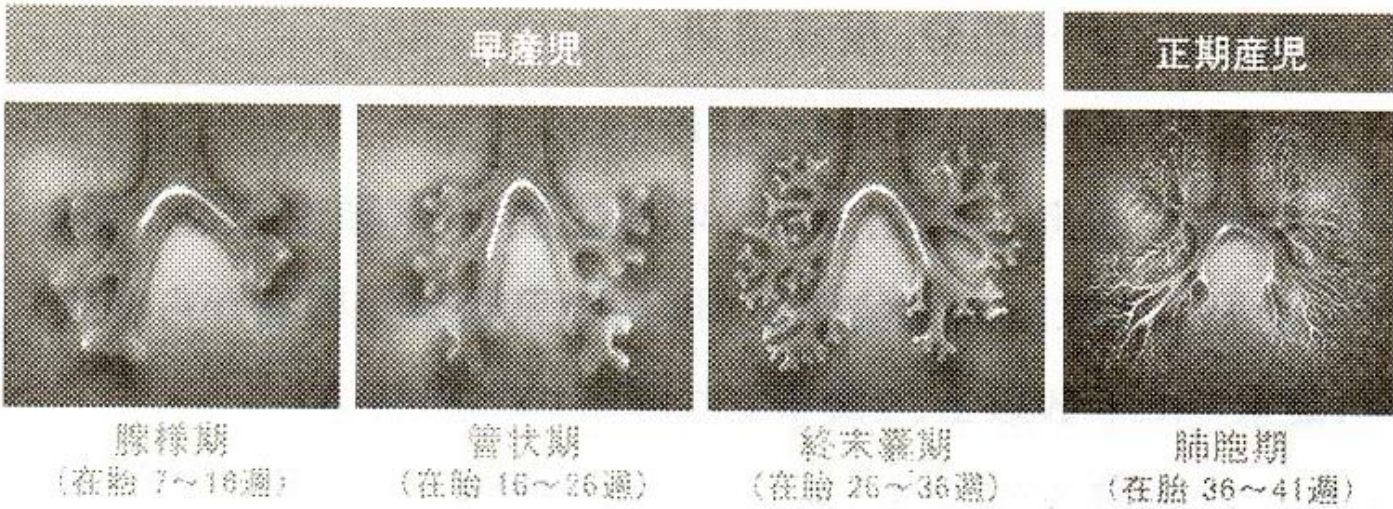 早産児
正期産児
腺様期
(在胎 7〜16週)
管状期
(在胎 16〜26週)
終末嚢期
(在胎 26〜36週)
肺胞期
(在胎 36〜41週)